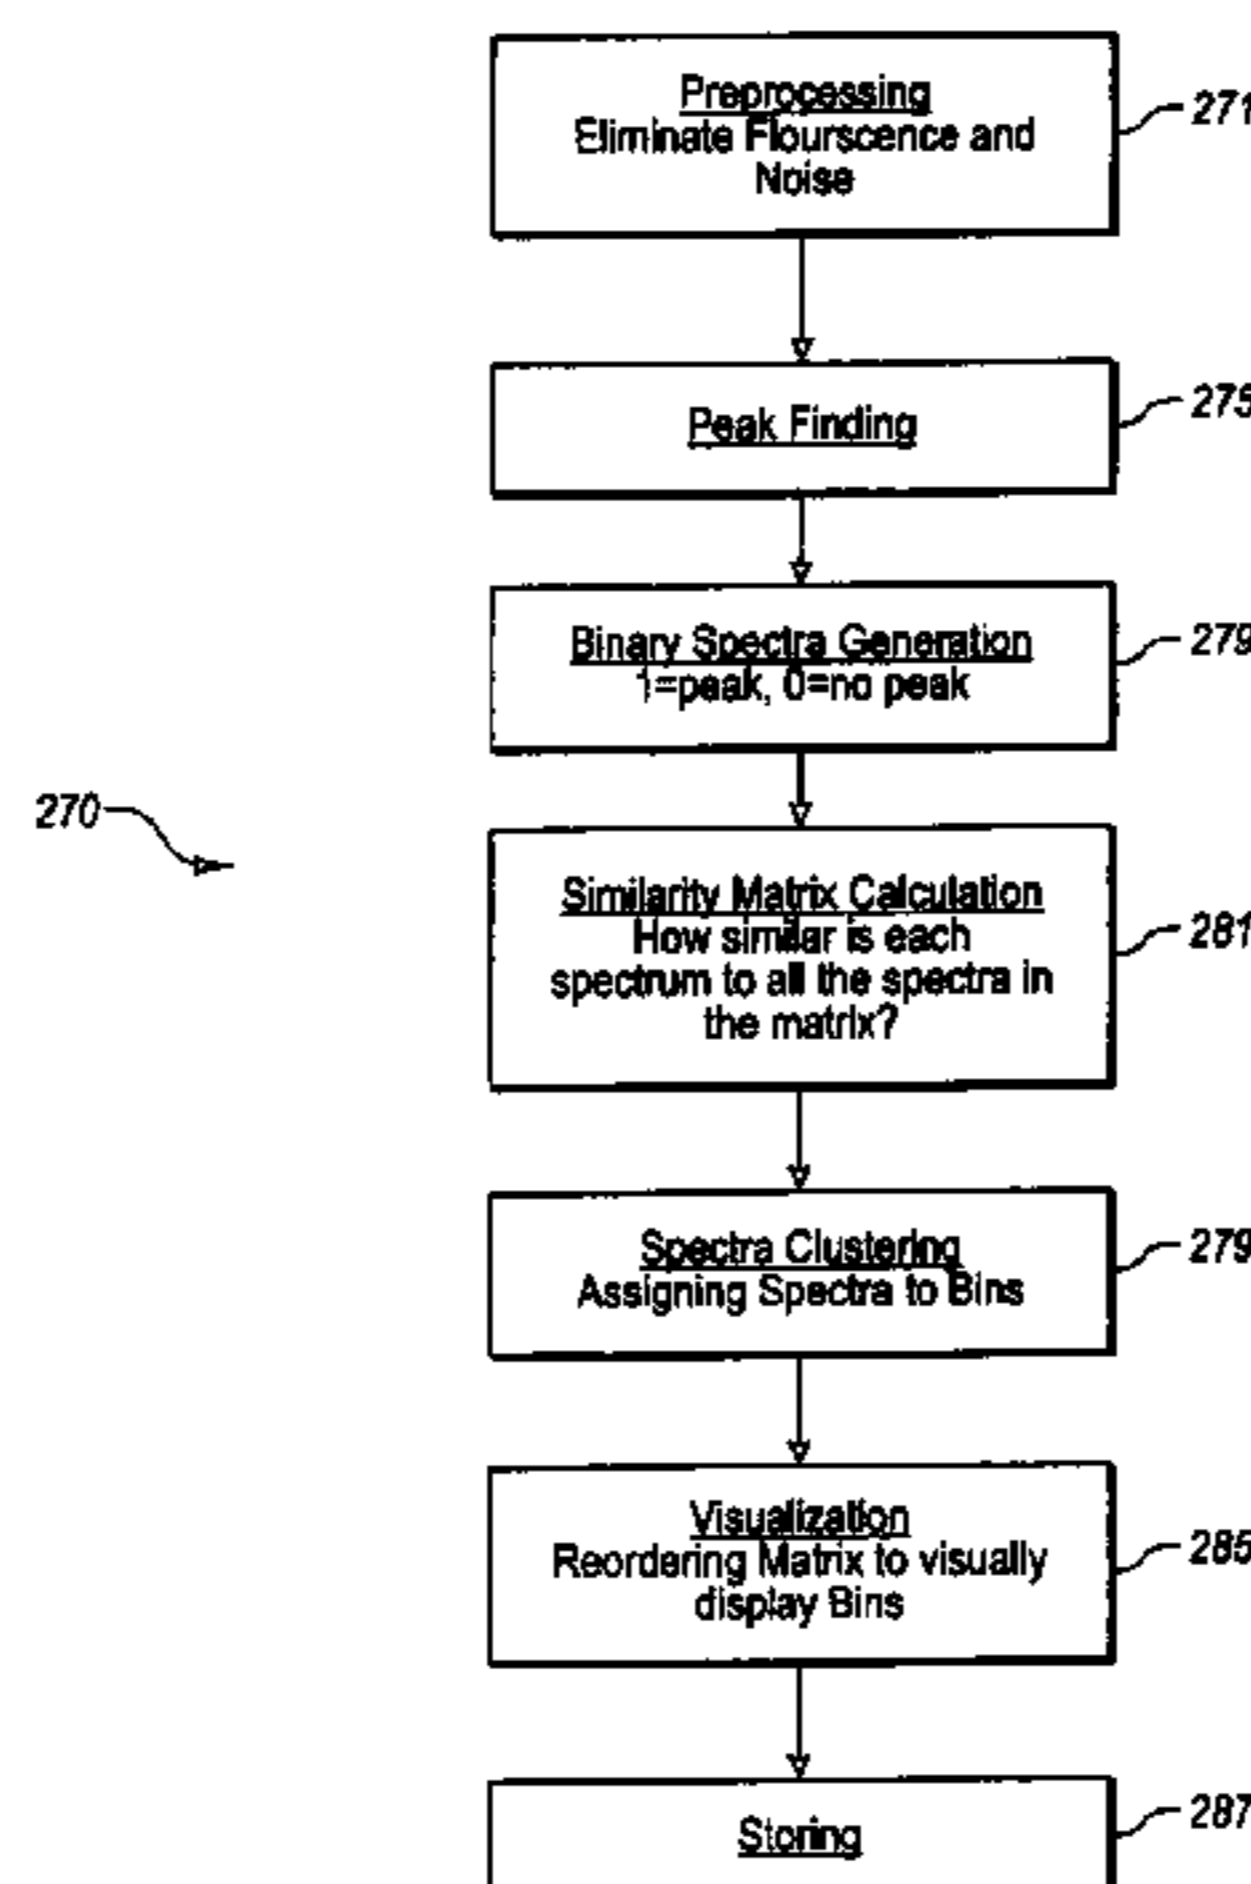 Preprocessing
Eliminate Flourscence and
Noise
271
Peak Finding
275
Binary Spectra Generation
1=peak, 0=no peak
279
270
Similarity Matrix Calculation
How similar is each
spectrum to all the spectra in
the matrix?
281
Spectra Clustering
Assigning Spectra to Bins
279
Visualization
Reordering Matrix to visually
display Bins
285
Storing
287